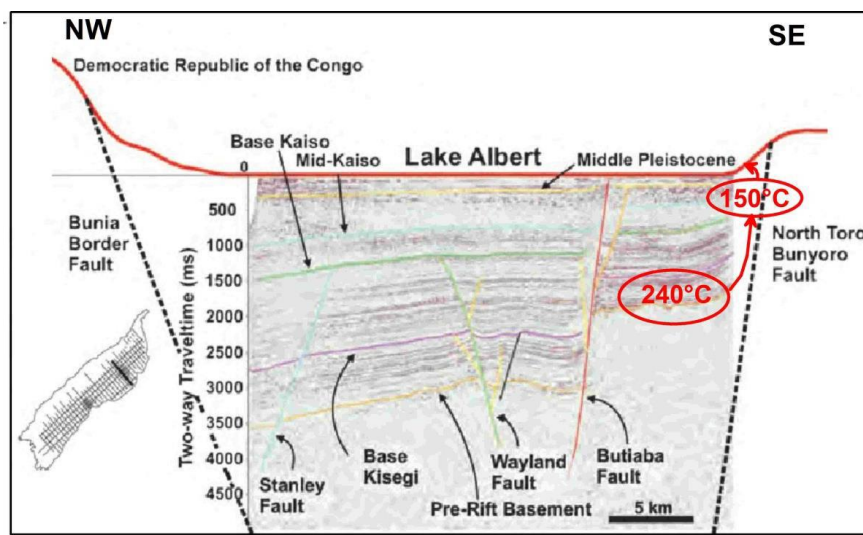 NW
SE
Democratic Republic of the Congo
Base Kaiso
Mid-Kaiso
Lake Albert
Middle Pleistocene
0
150°C
500
Bunia
Border
Fault
North Toro
Bunyoro
Fault
1000
1500
240°C
2000
2500
3000
3500
4000
4500
Two-way Traveltime (ms)
Stanley
Fault
Base
Kisegi
Wayland
Fault
Butiaba
Fault
Pre-Rift Basement
5 km